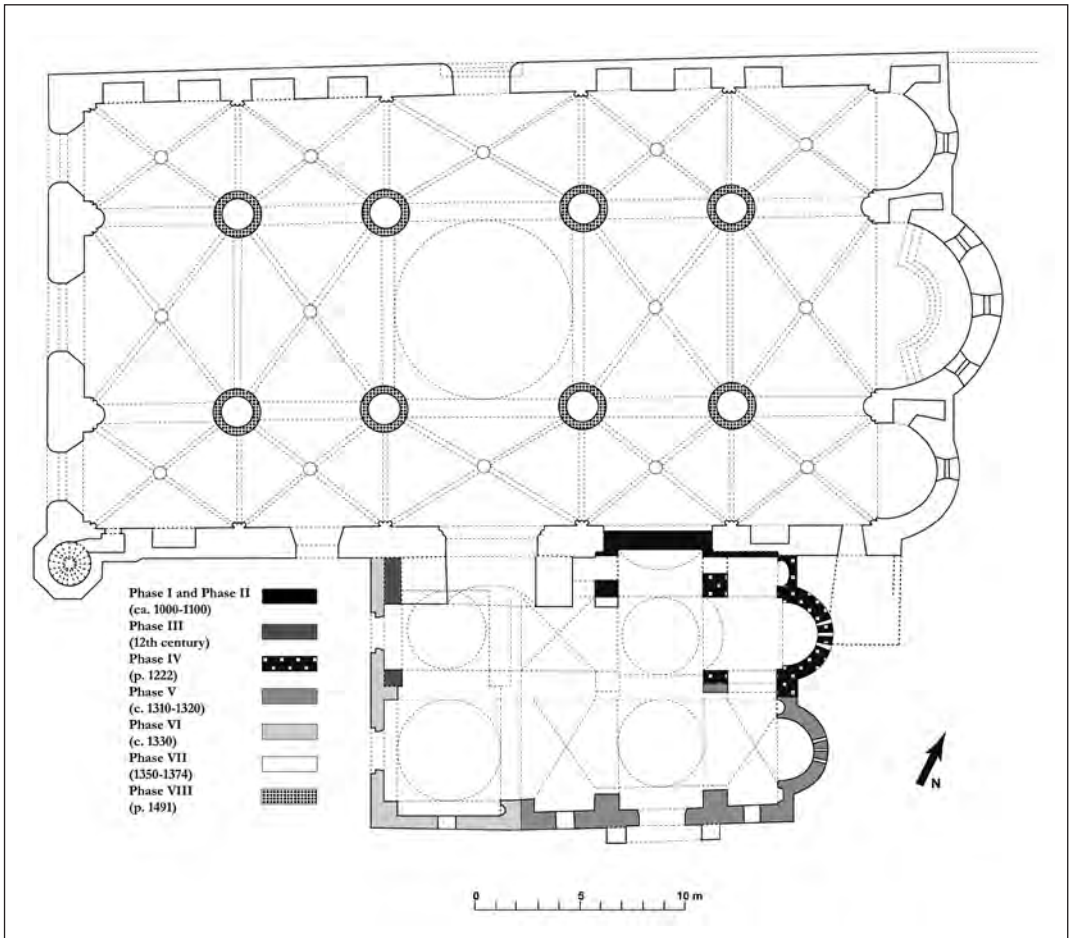 Phase I and Phase II
(ca. 1000-1100)
Phase III
(12th century)
Phase IV
(p. 1222)
Phase V
(c. 1310-1320)
Phase VI
(c. 1330)
Phase VII
(1350-1374)
Phase VIII
(p. 1491)
N
0 5 10 m